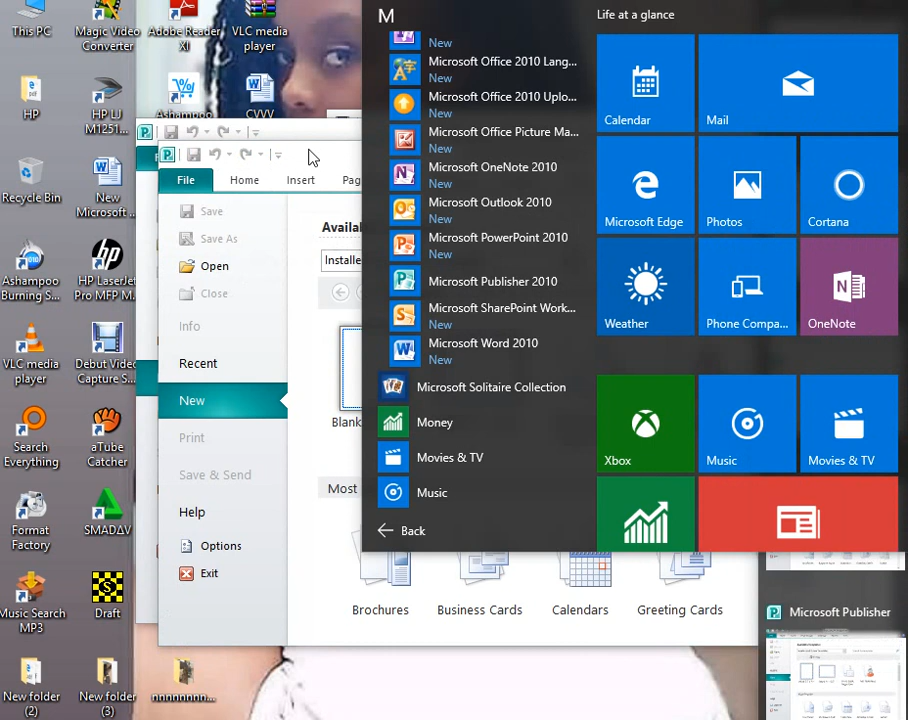 This PC
Magic Video
Converter
Adobe Reader
XI
VLC media
player
HP
HP LJ
M1251...
Ashampoo
CVVV
Recycle Bin
New
Microsoft ...
Ashampoo
Burning S...
HP LaserJet
Pro MFP M...
VLC media
player
Debut Video
Capture S...
Search
Everything
aTube
Catcher
Format
Factory
SMADΔV
Music Search
MP3
Draft
New folder
(2)
New folder
(3)
nnnnnnnn...
File
Home
Insert
Pag
Save
Save As
Open
Close
Info
Recent
New
Print
Save & Send
Help
Options
Exit
Availa
Installe
Blank
Most
Brochures
Business Cards
Calendars
Greeting Cards
M
New
Microsoft Office 2010 Lang...
New
Microsoft Office 2010 Uplo...
New
Microsoft Office Picture Ma...
New
Microsoft OneNote 2010
New
Microsoft Outlook 2010
New
Microsoft PowerPoint 2010
New
Microsoft Publisher 2010
Microsoft SharePoint Work...
New
Microsoft Word 2010
New
Microsoft Solitaire Collection
Money
Movies & TV
Music
Back
Life at a glance
Calendar
Mail
Microsoft Edge
Photos
Cortana
Weather
Phone Compa...
OneNote
Xbox
Music
Movies & TV
Microsoft Publisher